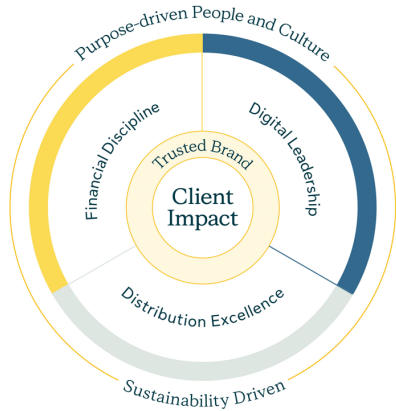 Purpose-driven People and Culture
Financial Discipline
Digital Leadership
Trusted Brand
Client
Impact
Distribution Excellence
Sustainability Driven